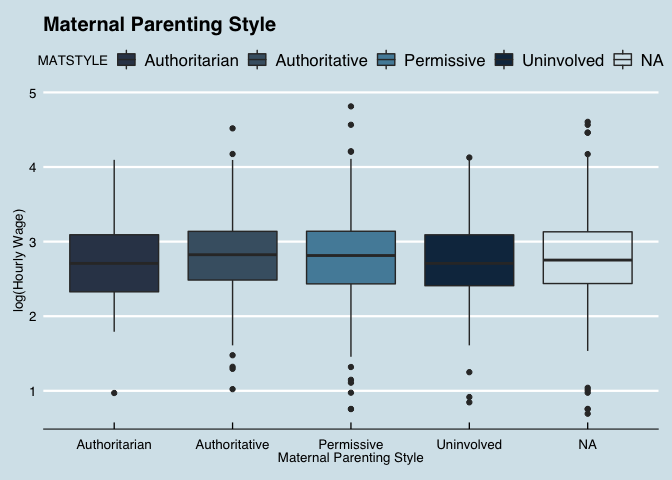 Maternal Parenting Style
MATSTYLE Authoritarian Authoritative Permissive Uninvolved NA
5
4
3
2
1
log(Hourly Wage)
Authoritarian Authoritative Permissive Uninvolved NA
Maternal Parenting Style